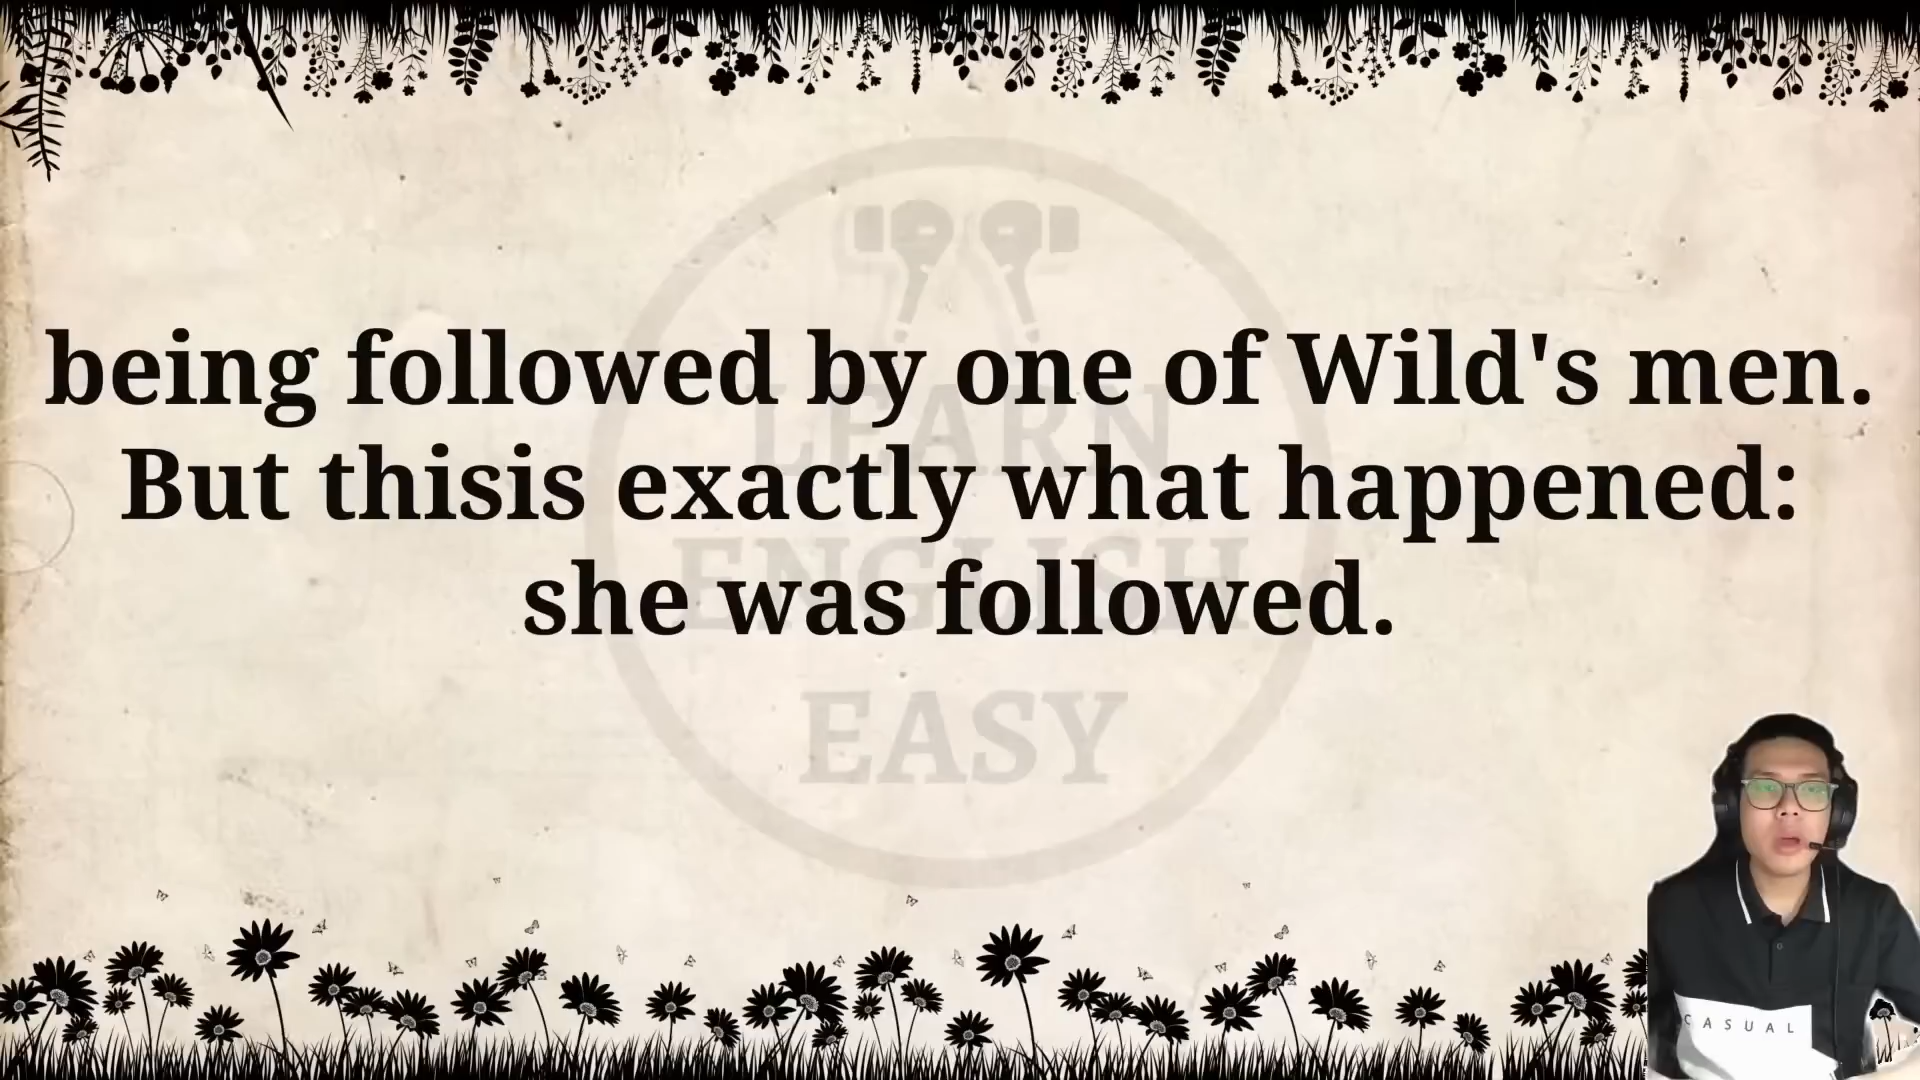 being followed by one of Wild's men.
But thisis exactly what happened:
she was followed.
LEARN
ENGLISH
EASY
CASUAL